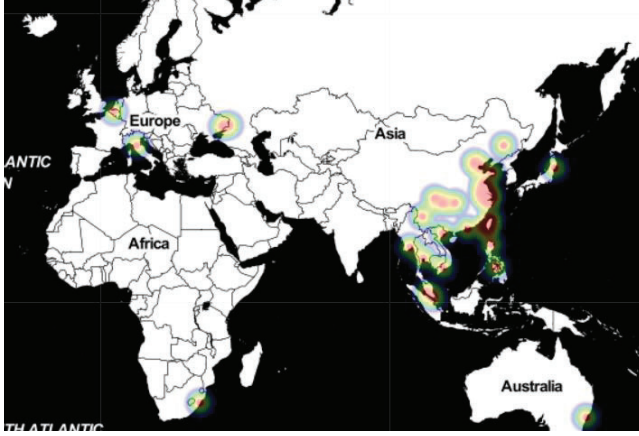 Europe
Asia
ANTIC
N
Africa
Australia
TH ATLANTIC